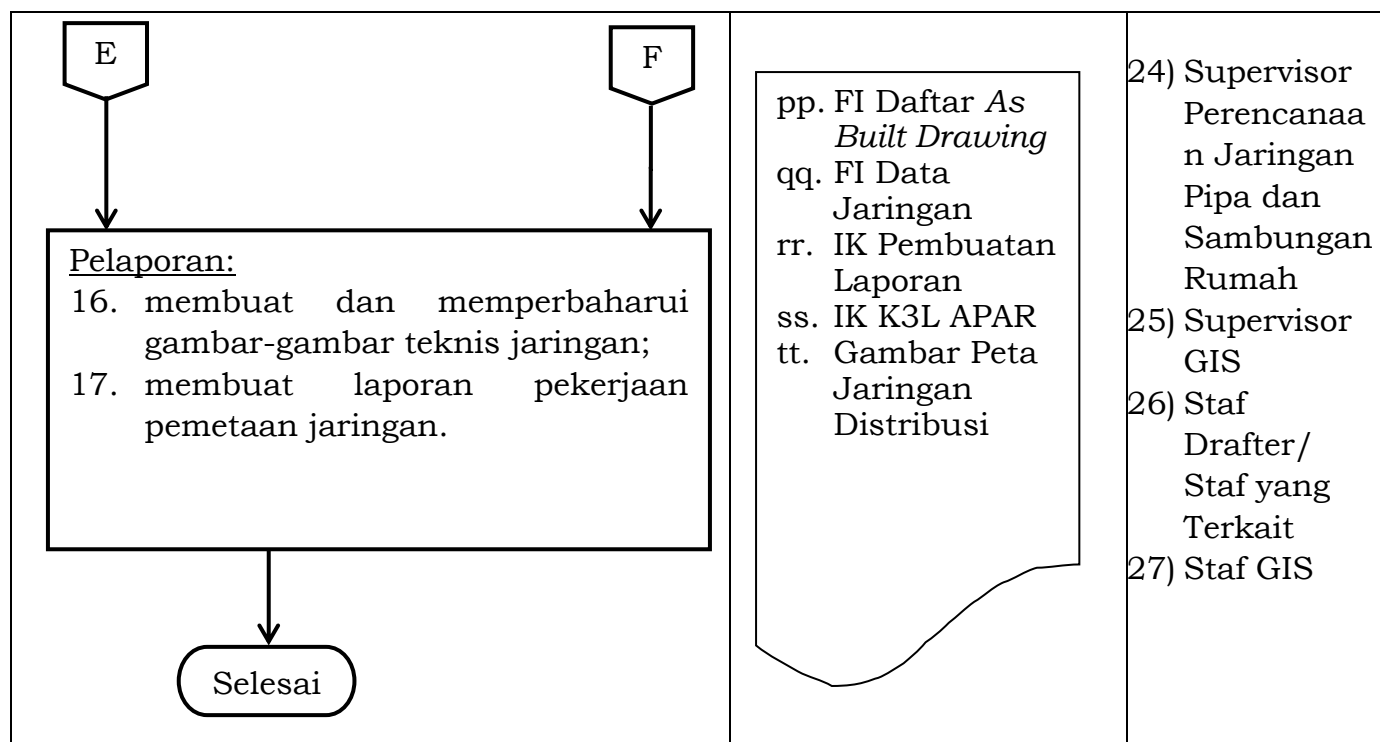 E
F
Pelaporan:
16. membuat dan memperbaharui
gambar-gambar teknis jaringan;
17. membuat laporan pekerjaan
pemetaan jaringan.
Selesai
pp. FI Daftar As
Built Drawing
qq. FI Data
Jaringan
rr. IK Pembuatan
Laporan
ss. IK K3L APAR
tt. Gambar Peta
Jaringan
Distribusi
24) Supervisor
Perencanaa
n Jaringan
Pipa dan
Sambungan
Rumah
25) Supervisor
GIS
26) Staf
Drafter/
Staf yang
Terkait
27) Staf GIS